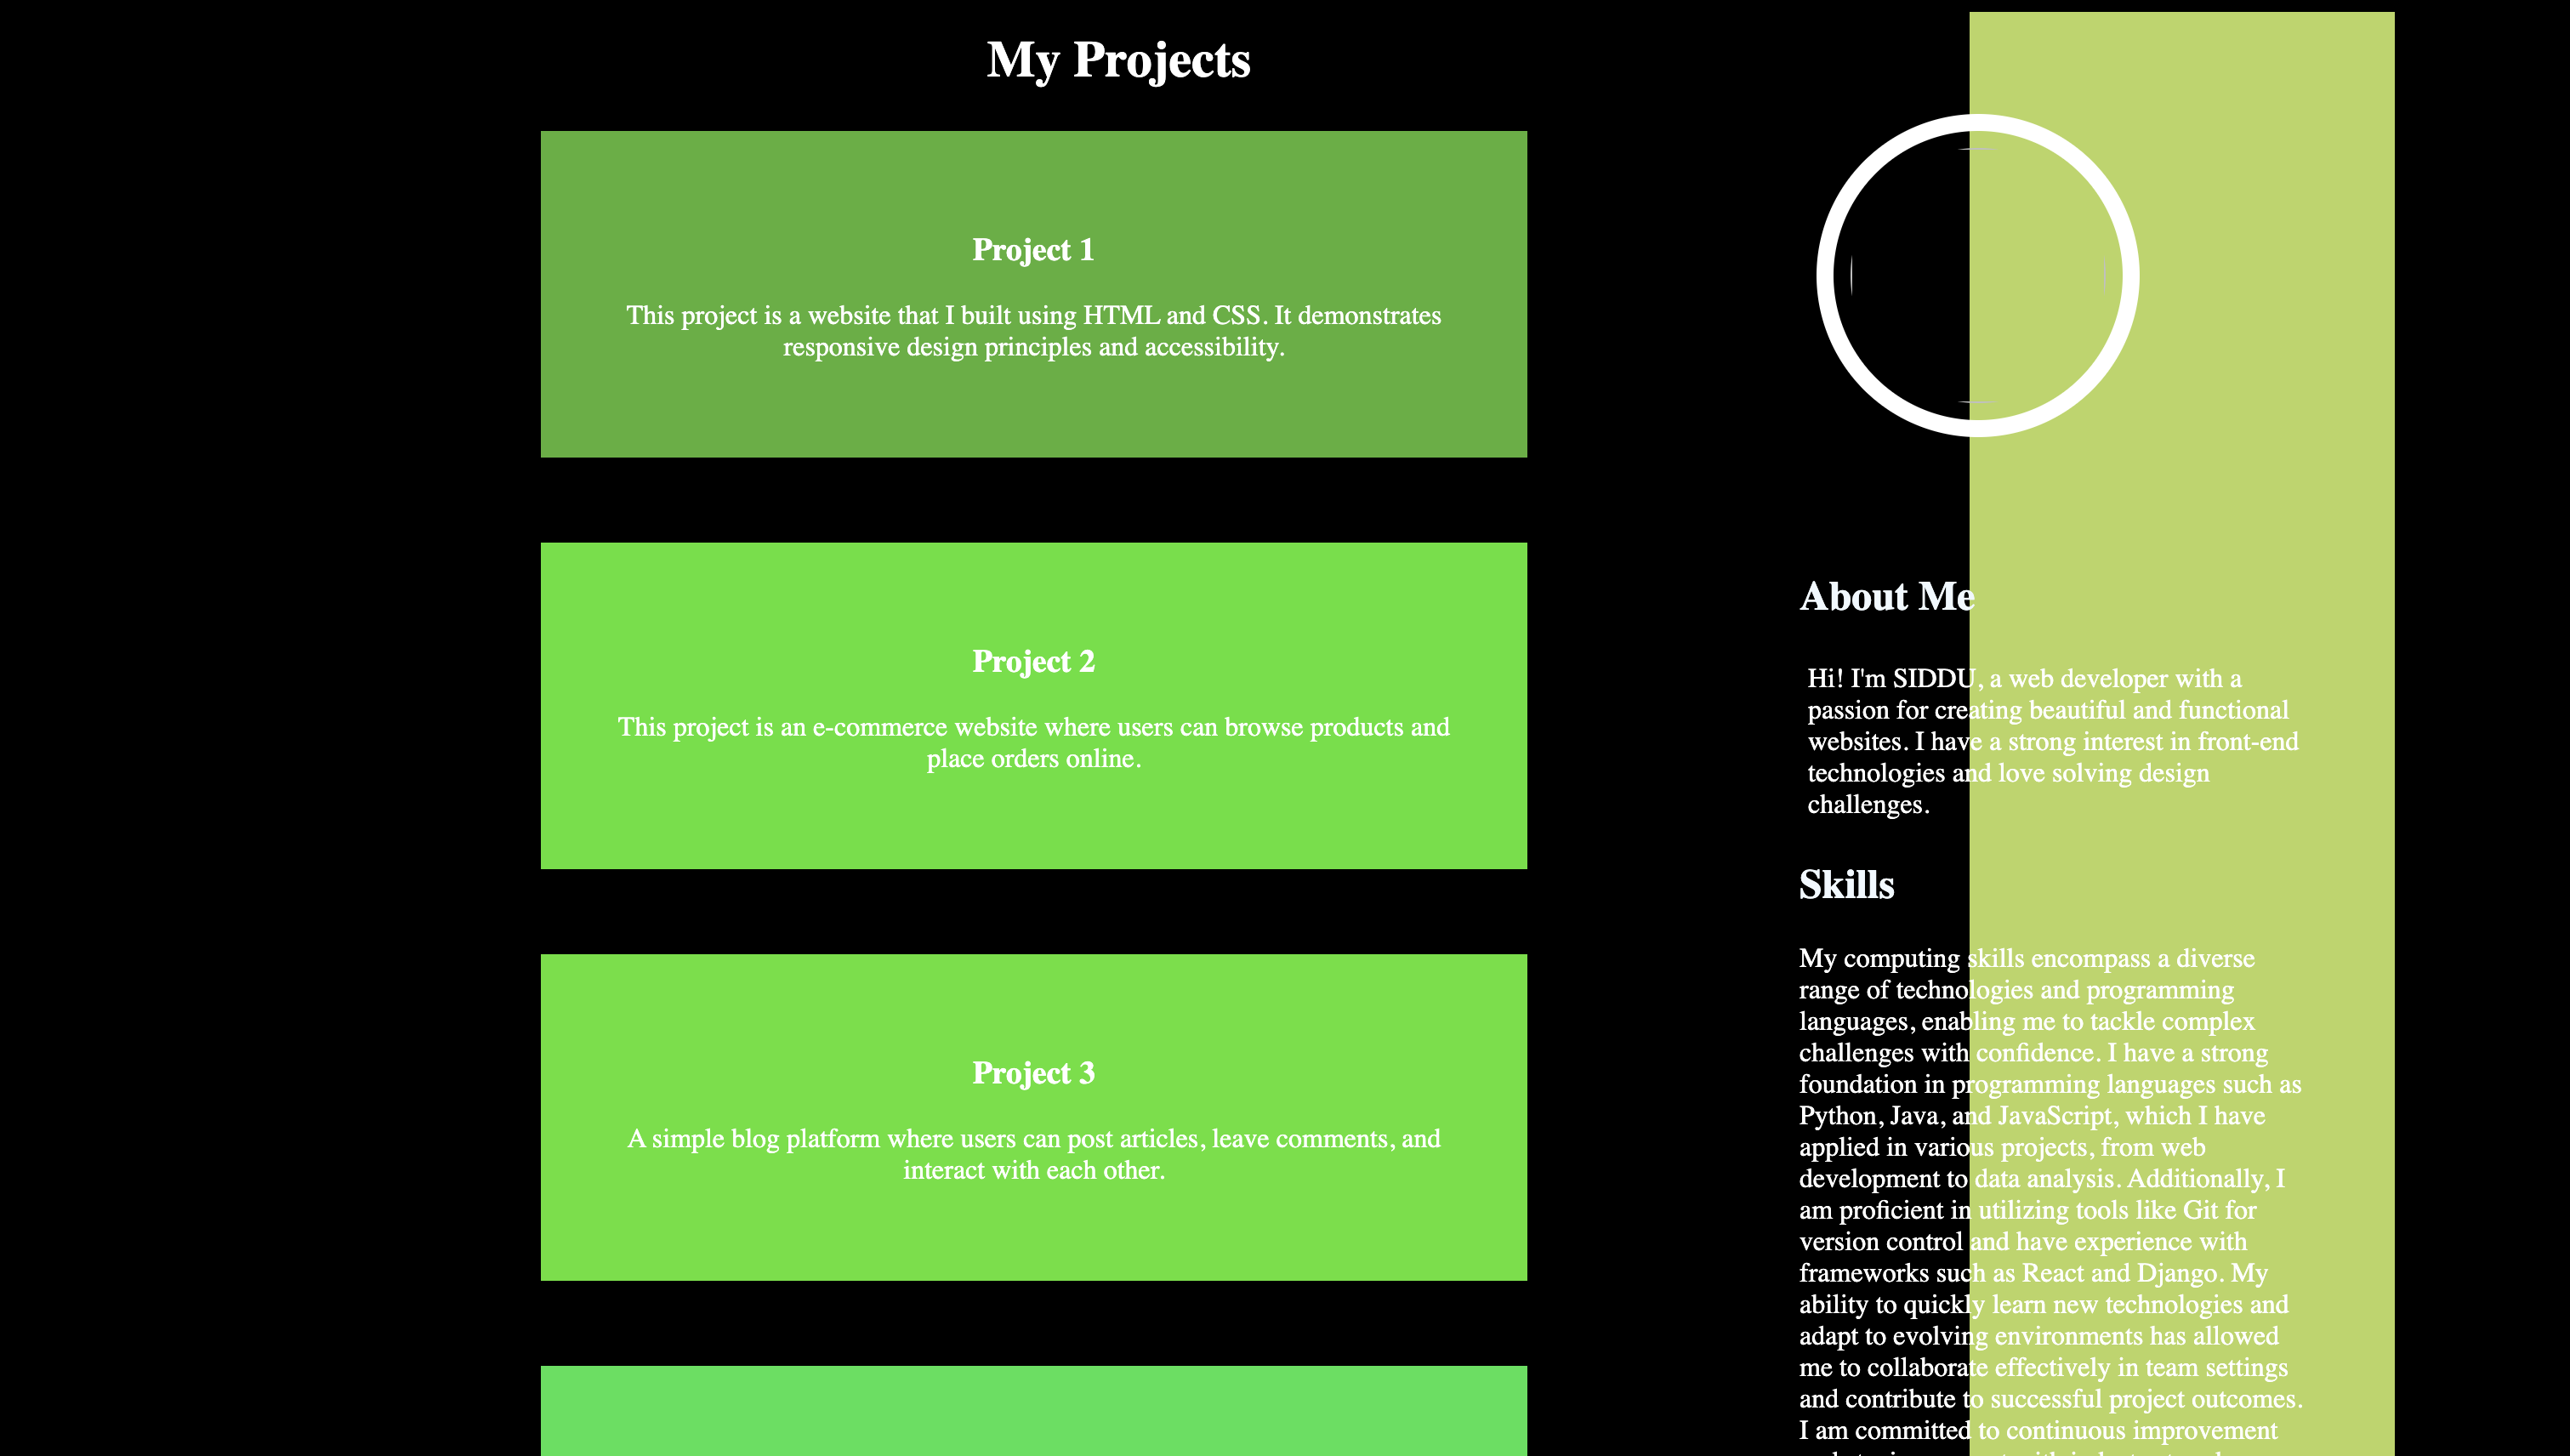 My Projects
Project 1
This project is a website that I built using HTML and CSS. It demonstrates
responsive design principles and accessibility.
Project 2
This project is an e-commerce website where users can browse products and
place orders online.
Project 3
A simple blog platform where users can post articles, leave comments, and
interact with each other.
About Me
Hi! I'm SIDDU, a web developer with a
passion for creating beautiful and functional
websites. I have a strong interest in front-end
technologies and love solving design
challenges.
Skills
My computing skills encompass a diverse
range of technologies and programming
languages, enabling me to tackle complex
challenges with confidence. I have a strong
foundation in programming languages such as
Python, Java, and JavaScript, which I have
applied in various projects, from web
development to data analysis. Additionally, I
am proficient in utilizing tools like Git for
version control and have experience with
frameworks such as React and Django. My
ability to quickly learn new technologies and
adapt to evolving environments has allowed
me to collaborate effectively in team settings
and contribute to successful project outcomes.
I am committed to continuous improvement